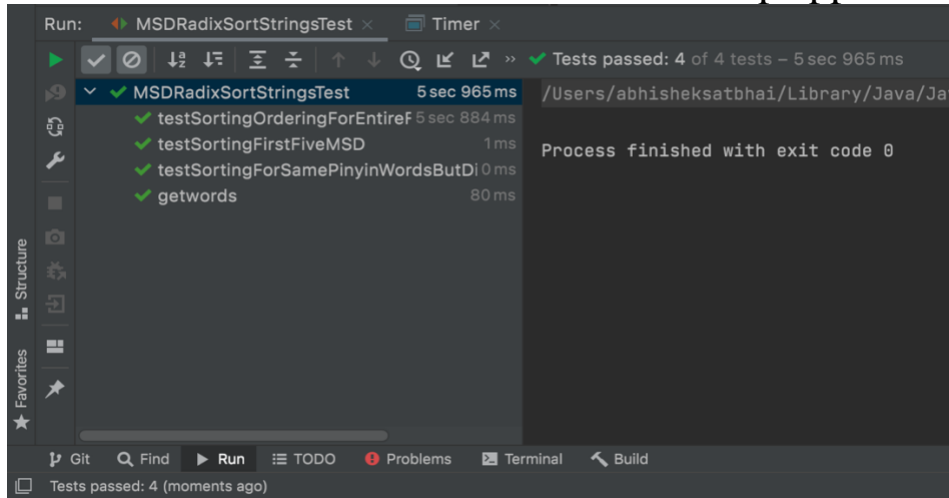 Run: MSDRadixSortStringsTest × Timer ×
» Tests passed: 4 of 4 tests – 5 sec 965 ms
MSDRadixSortStringsTest 5 sec 965 ms
testSortingOrderingForEntireF 5 sec 884 ms
testSortingFirstFiveMSD 1 ms
testSortingForSamePinyinWordsButDi 0 ms
getwords 80 ms
/Users/abhisheksatbhai/Library/Java/Ja
Process finished with exit code 0
Structure
Favorites
Git Find Run TODO Problems Terminal Build
Tests passed: 4 (moments ago)